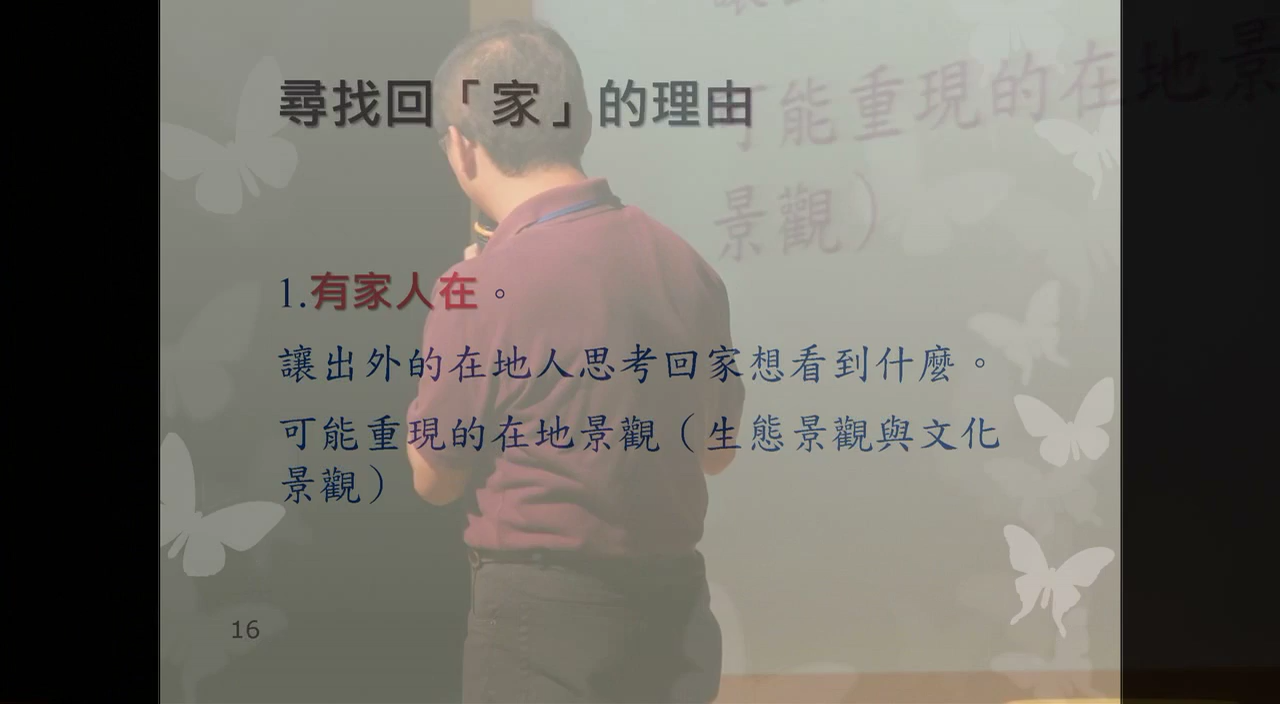 尋找回「家」的理由
可能重現的在地景
景觀）
1.有家人在。
讓出外的在地人思考回家想看到什麼。
可能重現的在地景觀（生態景觀與文化
景觀）
16